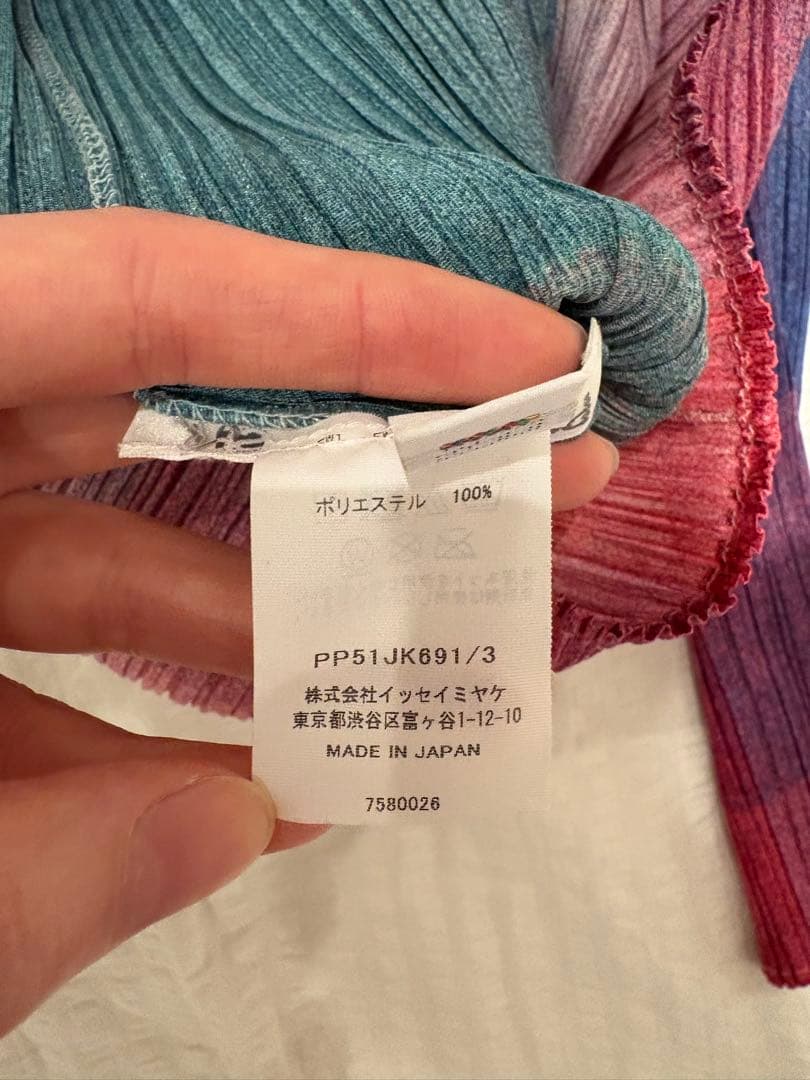 ポリエステル 100%
PP51JK691/3
株式会社イッセイミヤケ
東京都渋谷区富ヶ谷1-12-10
MADE IN JAPAN
7580026